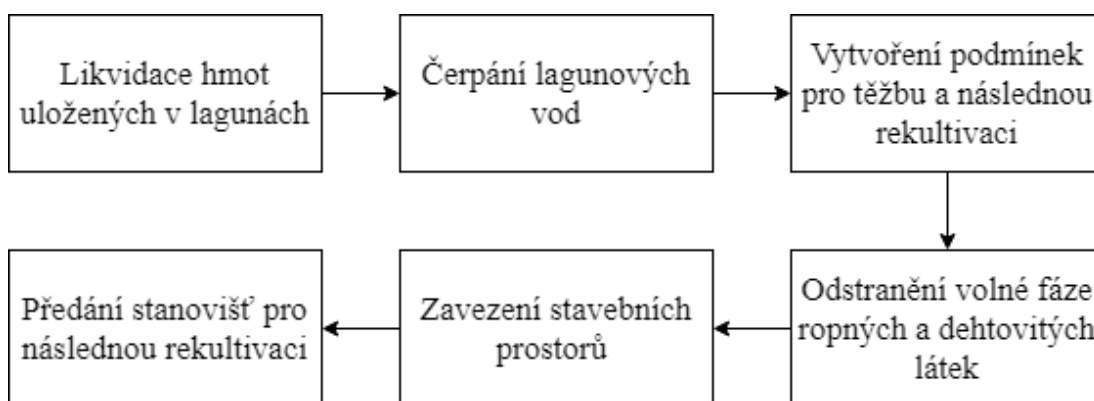 Likvidace hmot
uložených v lagunách
Čerpání lagunových
vod
Vytvoření podmínek
pro těžbu a následnou
rekultivaci
Odstranění volné fáze
ropných a dehtovitých
látek
Zavezení stavebních
prostorů
Předání stanovišť pro
následnou rekultivaci